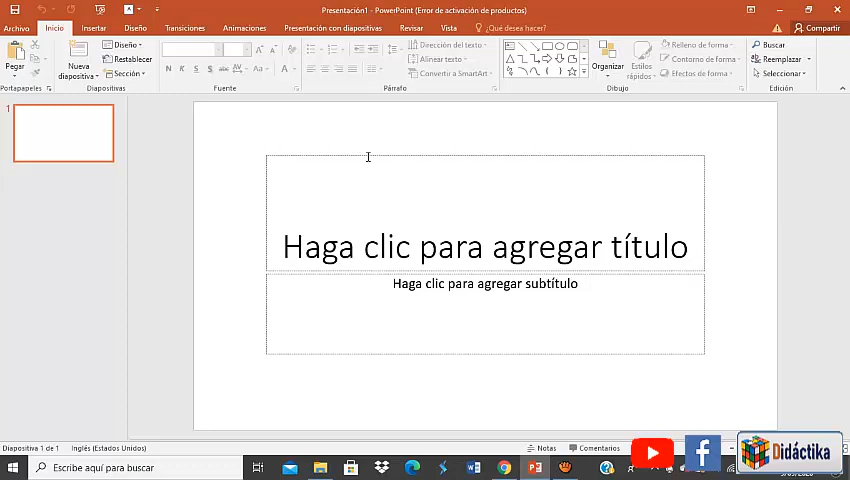 Presentación1 - PowerPoint (Error de activación de productos)
Archivo Inicio Insertar Diseño Transiciones Animaciones Presentación con diapositivas Revisar Vista ¿Qué desea hacer? Compartir
Pegar
Nueva diapositiva
Diseño
Restablecer
Sección
N K S abc AV Aa A
Dirección del texto
Alinear texto
Convertir a SmartArt
Organizar
Estilos rápidos
Relleno de forma
Contorno de forma
Efectos de forma
Buscar
Reemplazar
Seleccionar
Portapapeles Diapositivas Fuente Párrafo Dibujo Edición
1
Haga clic para agregar título
Haga clic para agregar subtítulo
Diapositiva 1 de 1 Inglés (Estados Unidos) Notas Comentarios
Escribe aquí para buscar
Didáctika